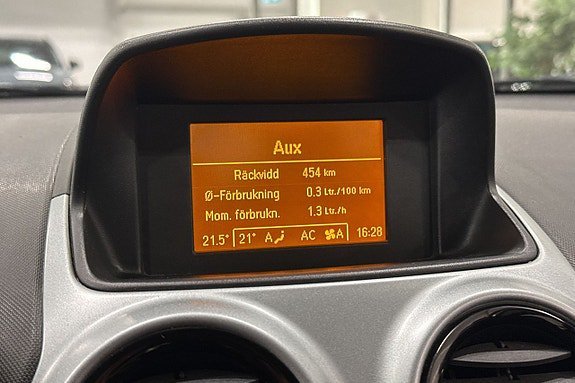 Aux
Räckvidd 454 km
Ø-Förbrukning 0.3 Ltr./100 km
Mom. förbrukn. 1.3 Ltr./h
21.5° 21° A AC A 16:28